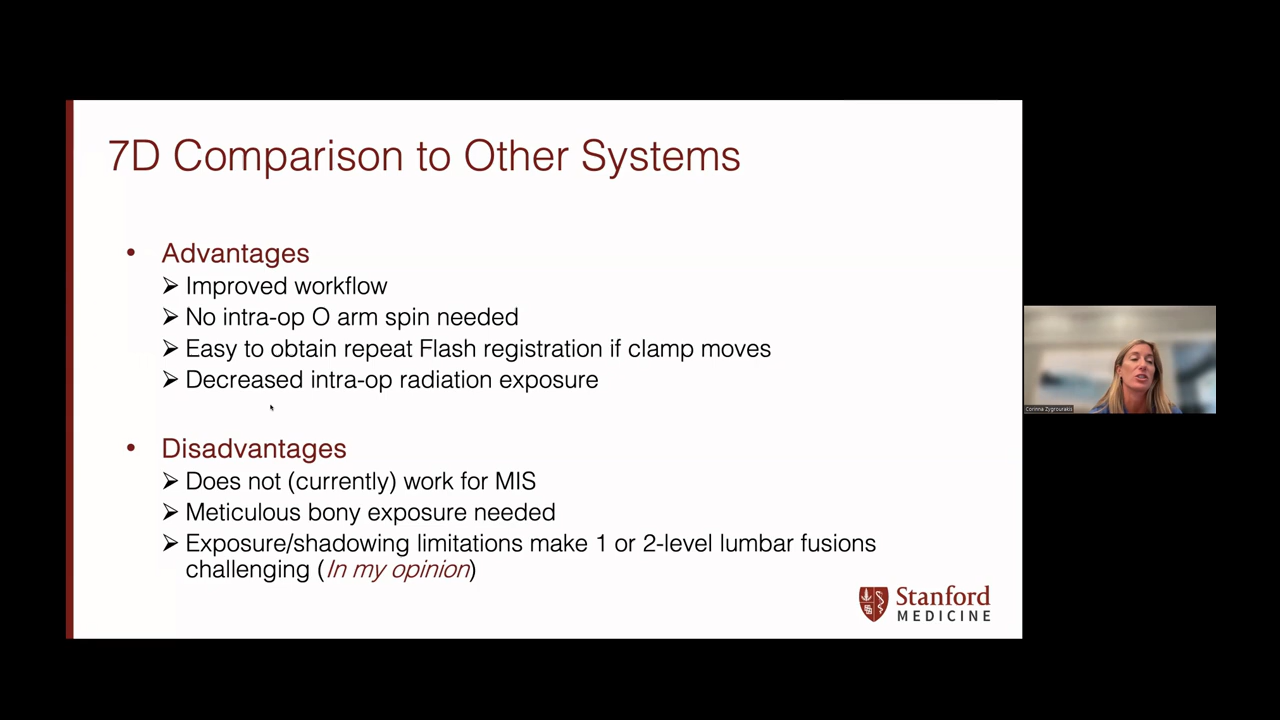 7D Comparison to Other Systems
• Advantages
➢ Improved workflow
➢ No intra-op O arm spin needed
➢ Easy to obtain repeat Flash registration if clamp moves
➢ Decreased intra-op radiation exposure
• Disadvantages
➢ Does not (currently) work for MIS
➢ Meticulous bony exposure needed
➢ Exposure/shadowing limitations make 1 or 2-level lumbar fusions
challenging (In my opinion)
Stanford
MEDICINE
Corinna Zygourakis